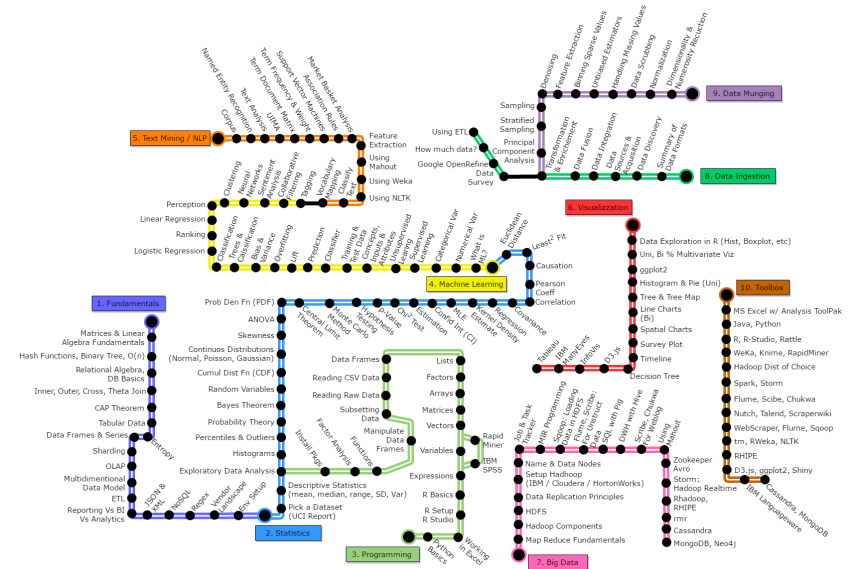 1. Fundamentals
Matrices & Linear
Algebra Fundamentals
Hash Functions, Binary Tree, O(n)
Relational Algebra,
DB Basics
Inner, Outer, Cross, Theta Join
CAP Theorem
Tabular Data
Data Frames & Series
Entropy
Sharding
OLAP
Multidimentional
Data Model
ETL
Reporting Vs BI
Vs Analytics
JSON &
XML
NoSQL
Regex
Vendor
Landscape
Env Setup
2. Statistics
Pick a Dataset
(UCI Report)
Descriptive Statistics
(mean, median, range, SD, Var)
Exploratory Data Analysis
Histograms
Percentiles & Outliers
Probability Theory
Bayes Theorem
Random Variables
Cumul Dist Fn (CDF)
Continuos Distributions
(Normal, Poisson, Gaussian)
Skewness
ANOVA
Prob Den Fn (PDF)
Central Limit
Theorem
Monte Carlo
Method
Hypothesis
Testing
p-Value
Chi² Test
Estimation
Confid Int (CI)
MLE
Kernel Density
Estimate
Regression
Covariance
Correlation
Pearson
Coeff
Causation
Least² Fit
Euclidean
Distance
3. Programming
Python
Basics
Working
in Excel
R Setup
R Studio
R Basics
Expressions
IBM
SPSS
Rapid
Miner
Variables
Vectors
Matrices
Arrays
Factors
Lists
Data Frames
Reading CSV Data
Reading Raw Data
Subsetting
Data
Manipulate
Data
Frames
Functions
Factor Analysis
Install Pkgs
4. Machine Learning
What is
ML?
Numerical Var
Categorical Var
Supervised
Learning
Unsupervised
Learning
Concepts,
Inputs &
Attributes
Training &
Test Data
Classifier
Prediction
Lift
Overfitting
Bias &
Variance
Trees &
Classification
Classification
Logistic Regression
Ranking
Linear Regression
Perception
Clustering
Neural
Networks
Sentiment
Analysis
Collaborative
Filtering
Tagging
Vocabulary
Mapping
Classify
Text
5. Text Mining / NLP
Corpus
Named Entity Recognition
Text Analysis
UIMA
Term Document Matrix
Term Frequency & Weight
Support Vector Machines
Association Rules
Market Basket Analysis
Feature
Extraction
Using
Mahout
Using Weka
Using NLTK
6. Visualizzation
Data Exploration in R (Hist, Boxplot, etc)
Uni, Bi % Multivariate Viz
ggplot2
Histogram & Pie (Uni)
Tree & Tree Map
Line Charts
(Bi)
Spatial Charts
Survey Plot
Timeline
Decision Tree
D3.js
InfoVis
ManyEyes
IBM
Tableau
7. Big Data
Map Reduce Fundamentals
Hadoop Components
HDFS
Data Replication Principles
Setup Hadhoop
(IBM / Cloudera / HortonWorks)
Name & Data Nodes
Job & Task
Tracker
M/R Programming
Sqoop: Loading
Data in HDFS
Flume, Scribe:
For Unstruct
Data
SQL with Pig
DWH with Hive
Scribe, Chukwa
For Weblog
Using
Mahout
Zookeeper
Avro
Storm:
Hadoop Realtime
Rhadoop,
RHIPE
rmr
Cassandra
MongoDB, Neo4j
8. Data Ingestion
Summary of
Data Formats
Data Discovery
Data
Sources &
Acquisition
Data Integration
Data Fusion
Transformation
& Enrichement
Data
Survey
Google OpenRefine
How much data?
Using ETL
9. Data Munging
Dimensionality &
Numerosity Recuction
Normalization
Data Scrubbing
Handling Missing Values
Unbiased Estimators
Binning Sparse Values
Feature Extraction
Denoising
Sampling
Stratified
Sampling
Principal
Component
Analysis
10. Toolbox
MS Excel w/ Analysis ToolPak
Java, Python
R, R-Studio, Rattle
WeKa, Knime, RapidMiner
Hadoop Dist of Choice
Spark, Storm
Flume, Scibe, Chukwa
Nutch, Talend, Scraperwiki
WebScraper, Flume, Sqoop
tm, RWeka, NLTK
RHIPE
D3.js, ggplot2, Shiny
IBM Languageware
Cassandra, MongoDB